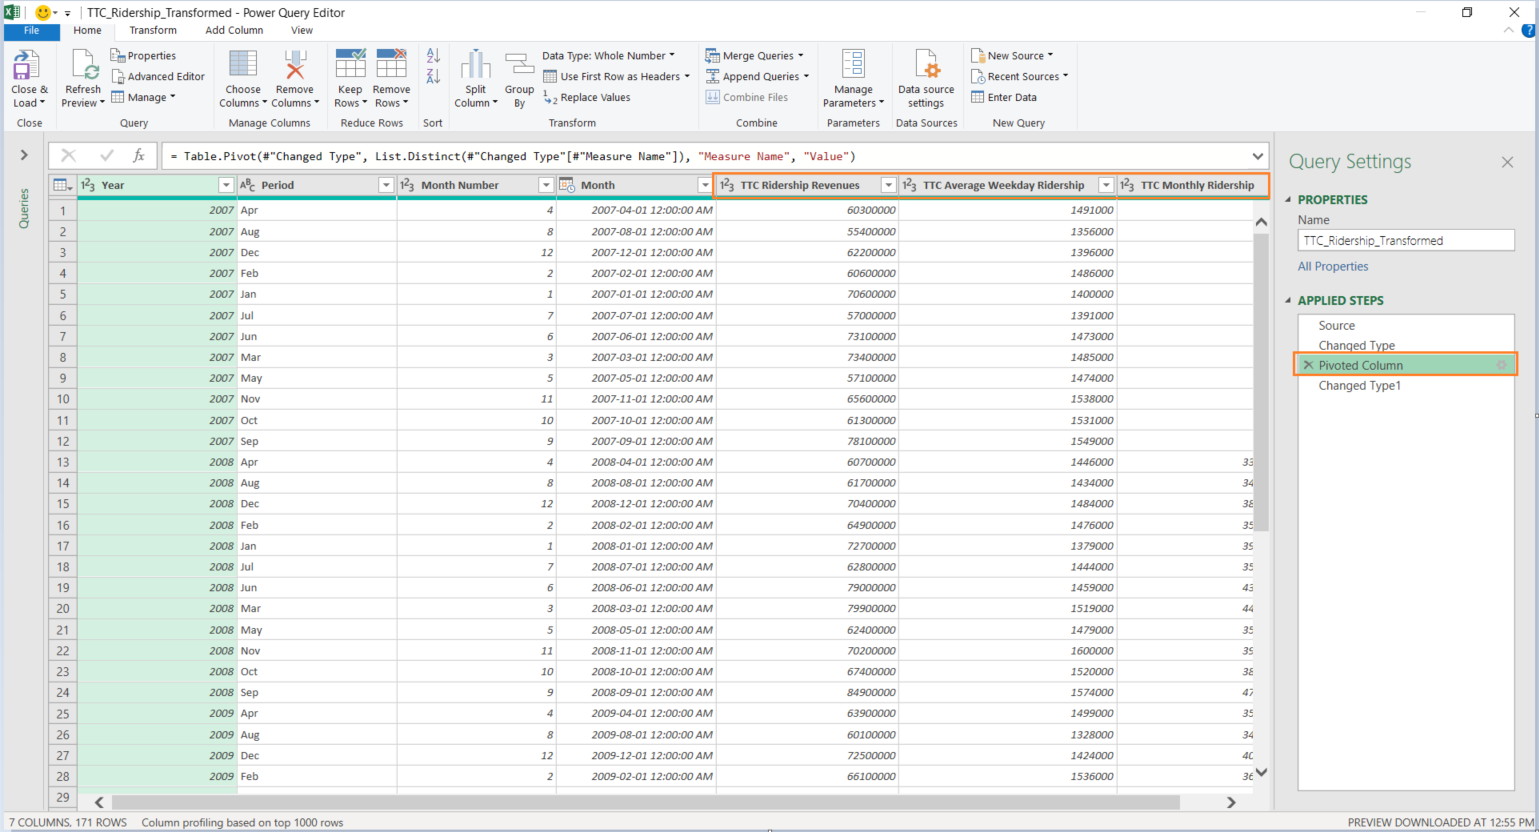 TTC_Ridership_Transformed - Power Query Editor
File Home Transform Add Column View
Close & Load
Close
Refresh Preview
Properties
Advanced Editor
Manage
Query
Choose Columns
Remove Columns
Manage Columns
Keep Rows
Remove Rows
Reduce Rows
Sort
Split Column
Group By
Data Type: Whole Number
Use First Row as Headers
Replace Values
Transform
Merge Queries
Append Queries
Combine Files
Combine
Manage Parameters
Parameters
Data source settings
Data Sources
New Source
Recent Sources
Enter Data
New Query
Queries
fx = Table.Pivot(#"Changed Type", List.Distinct(#"Changed Type"[#"Measure Name"]), "Measure Name", "Value")
Year Period Month Number Month TTC Ridership Revenues TTC Average Weekday Ridership TTC Monthly Ridership
1 2007 Apr 4 2007-04-01 12:00:00 AM 60300000 1491000
2 2007 Aug 8 2007-08-01 12:00:00 AM 55400000 1356000
3 2007 Dec 12 2007-12-01 12:00:00 AM 62200000 1396000
4 2007 Feb 2 2007-02-01 12:00:00 AM 60600000 1486000
5 2007 Jan 1 2007-01-01 12:00:00 AM 70600000 1400000
6 2007 Jul 7 2007-07-01 12:00:00 AM 57000000 1391000
7 2007 Jun 6 2007-06-01 12:00:00 AM 73100000 1473000
8 2007 Mar 3 2007-03-01 12:00:00 AM 73400000 1485000
9 2007 May 5 2007-05-01 12:00:00 AM 57100000 1474000
10 2007 Nov 11 2007-11-01 12:00:00 AM 65600000 1538000
11 2007 Oct 10 2007-10-01 12:00:00 AM 61300000 1531000
12 2007 Sep 9 2007-09-01 12:00:00 AM 78100000 1549000
13 2008 Apr 4 2008-04-01 12:00:00 AM 60700000 1446000 33
14 2008 Aug 8 2008-08-01 12:00:00 AM 61700000 1434000 34
15 2008 Dec 12 2008-12-01 12:00:00 AM 70400000 1484000 38
16 2008 Feb 2 2008-02-01 12:00:00 AM 64900000 1476000 35
17 2008 Jan 1 2008-01-01 12:00:00 AM 72700000 1379000 39
18 2008 Jul 7 2008-07-01 12:00:00 AM 62800000 1444000 35
19 2008 Jun 6 2008-06-01 12:00:00 AM 79000000 1459000 43
20 2008 Mar 3 2008-03-01 12:00:00 AM 79900000 1519000 44
21 2008 May 5 2008-05-01 12:00:00 AM 62400000 1479000 35
22 2008 Nov 11 2008-11-01 12:00:00 AM 70200000 1600000 39
23 2008 Oct 10 2008-10-01 12:00:00 AM 67400000 1520000 38
24 2008 Sep 9 2008-09-01 12:00:00 AM 84900000 1574000 47
25 2009 Apr 4 2009-04-01 12:00:00 AM 63900000 1499000 35
26 2009 Aug 8 2009-08-01 12:00:00 AM 60100000 1328000 34
27 2009 Dec 12 2009-12-01 12:00:00 AM 72500000 1424000 40
28 2009 Feb 2 2009-02-01 12:00:00 AM 66100000 1536000 36
29
Query Settings
PROPERTIES
Name
TTC_Ridership_Transformed
All Properties
APPLIED STEPS
Source
Changed Type
Pivoted Column
Changed Type1
7 COLUMNS, 171 ROWS Column profiling based on top 1000 rows
PREVIEW DOWNLOADED AT 12:55 PM